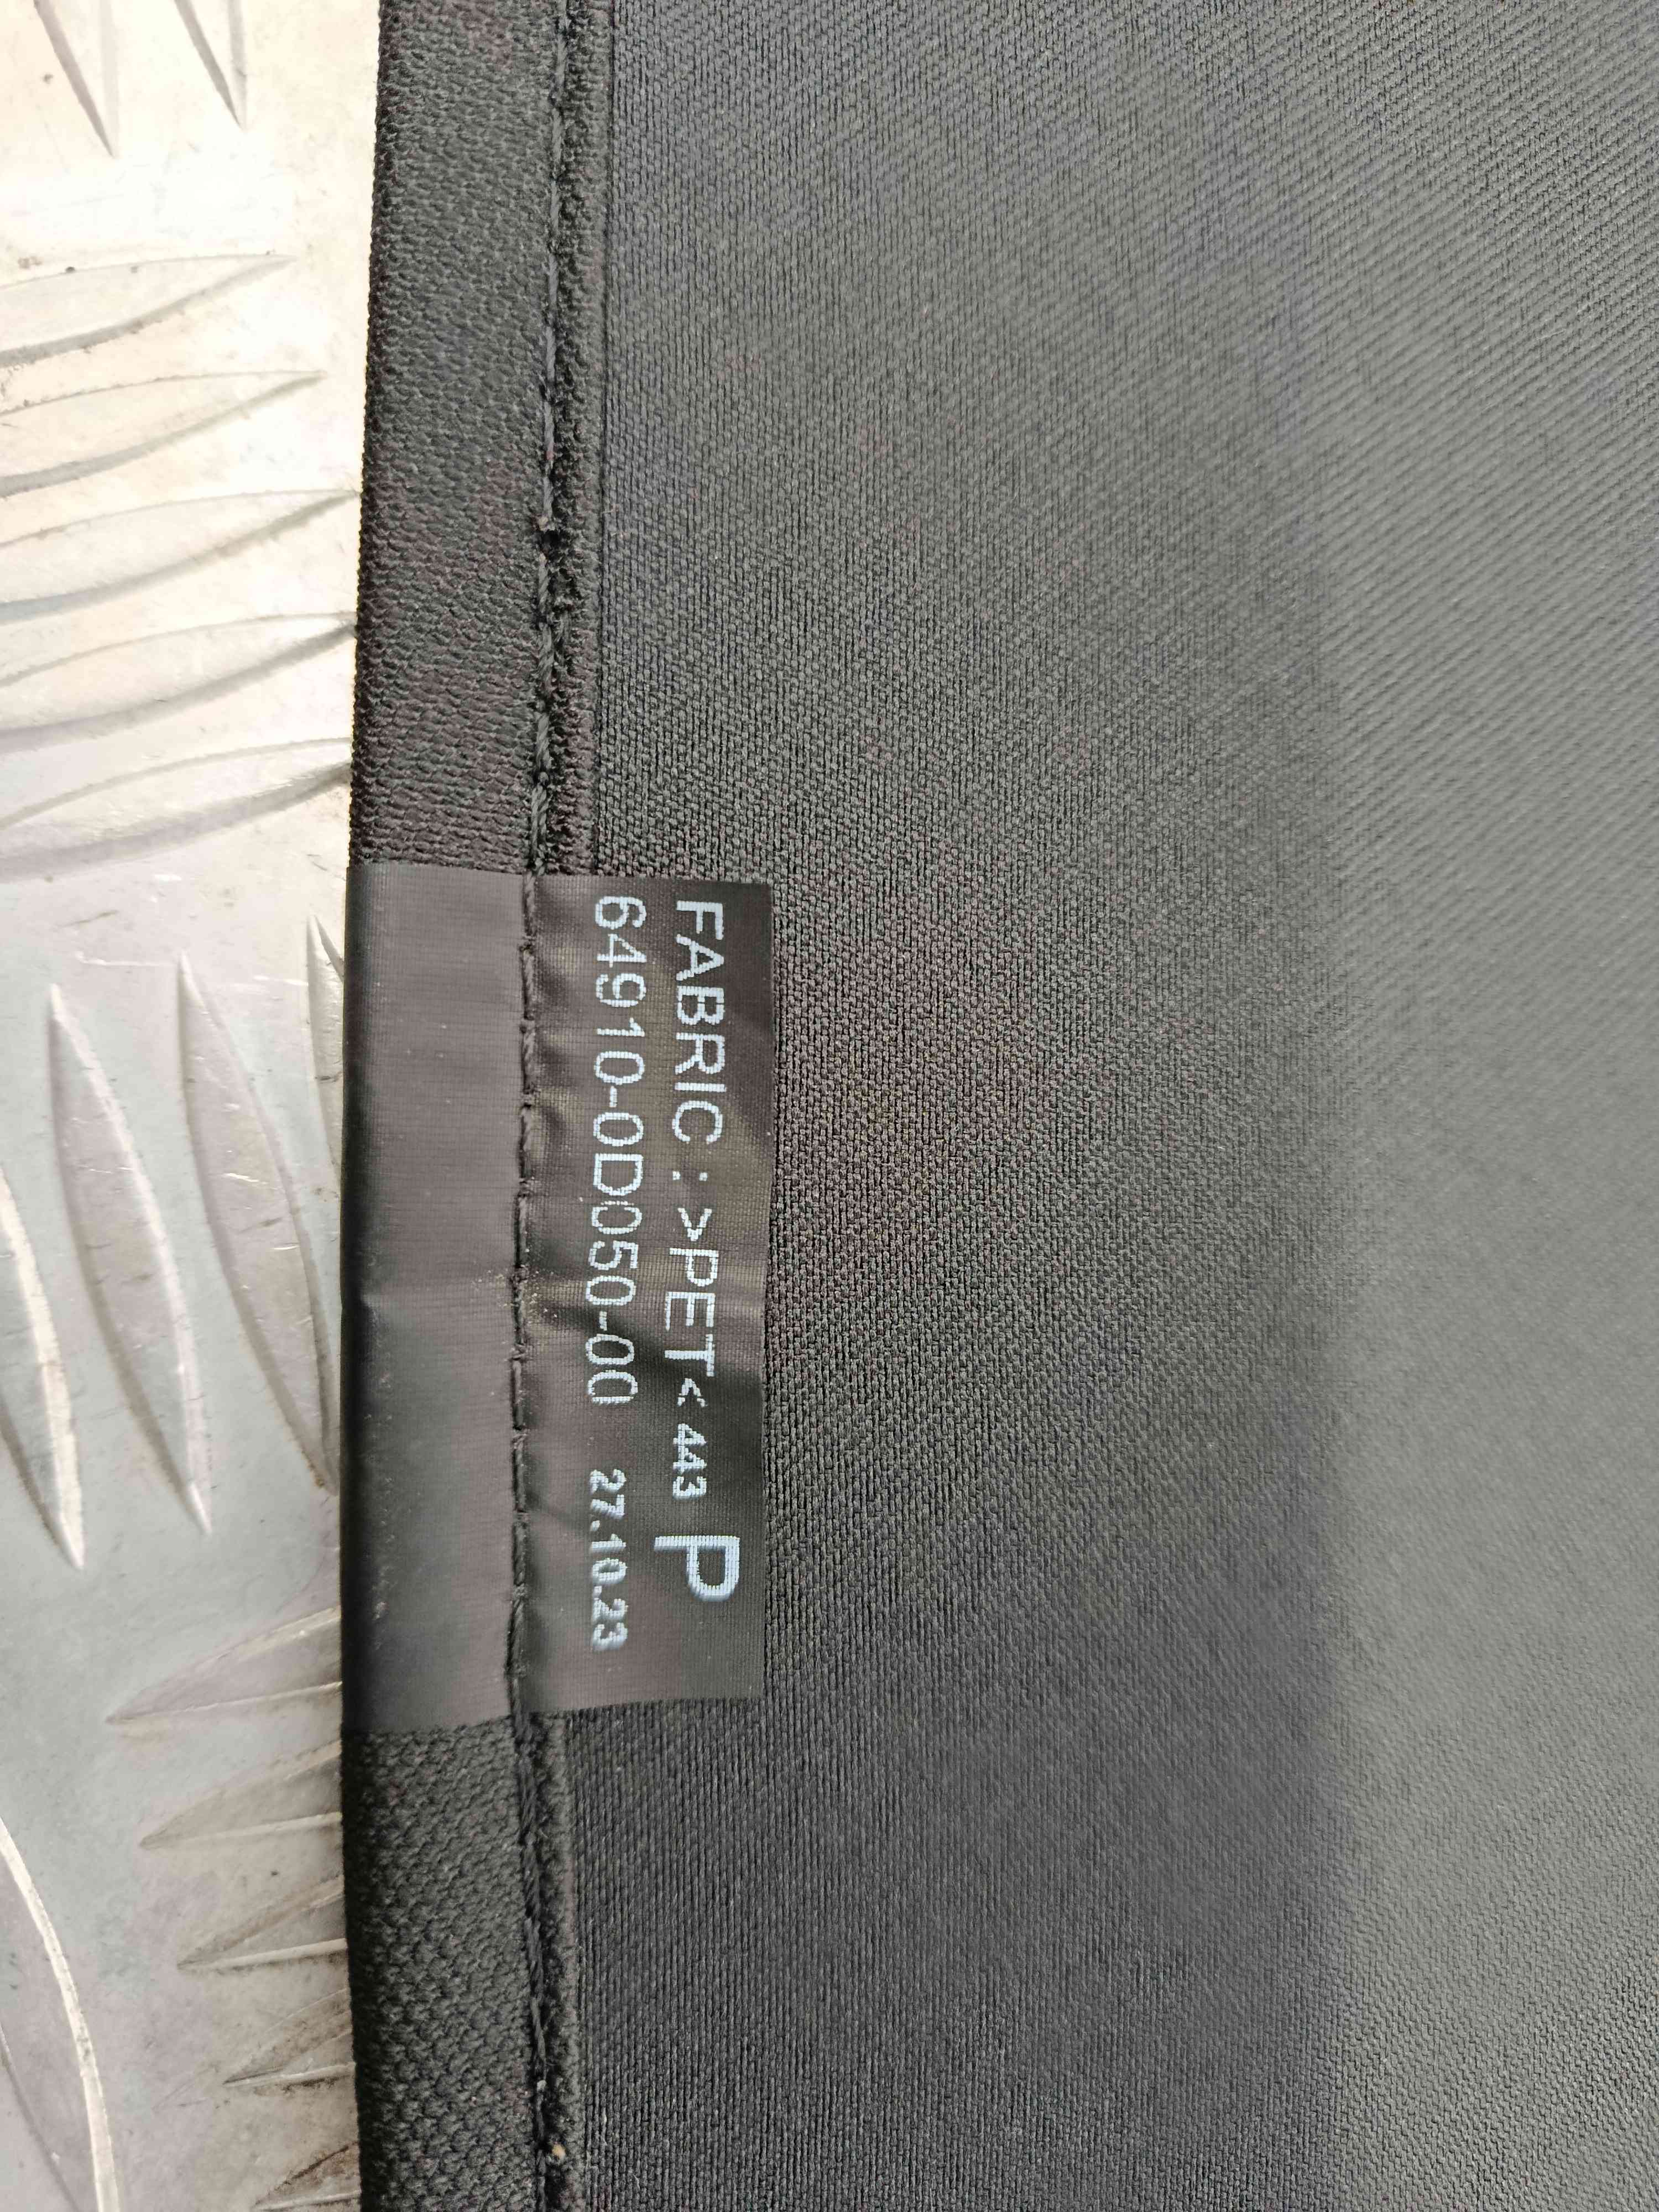 FABRIC : >PET< 443 P
64910-0D050-00 27.10.23